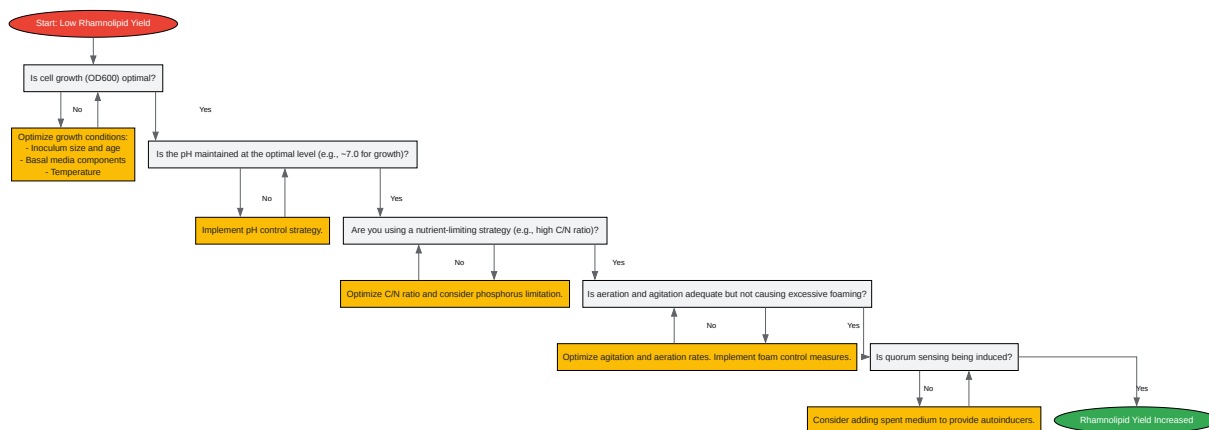 Start: Low Rhamnolipid Yield
Is cell growth (OD600) optimal?
No
Yes
Optimize growth conditions:
- Inoculum size and age
- Basal media components
- Temperature
Is the pH maintained at the optimal level (e.g., ~7.0 for growth)?
No
Yes
Implement pH control strategy.
Are you using a nutrient-limiting strategy (e.g., high C/N ratio)?
No
Yes
Optimize C/N ratio and consider phosphorus limitation.
Is aeration and agitation adequate but not causing excessive foaming?
No
Yes
Optimize agitation and aeration rates. Implement foam control measures.
Is quorum sensing being induced?
No
Yes
Consider adding spent medium to provide autoinducers.
Rhamnolipid Yield Increased